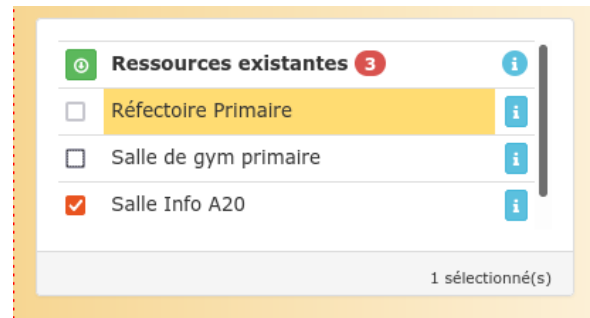 Ressources existantes 3
Réfectoire Primaire
Salle de gym primaire
Salle Info A20
1 sélectionné(s)